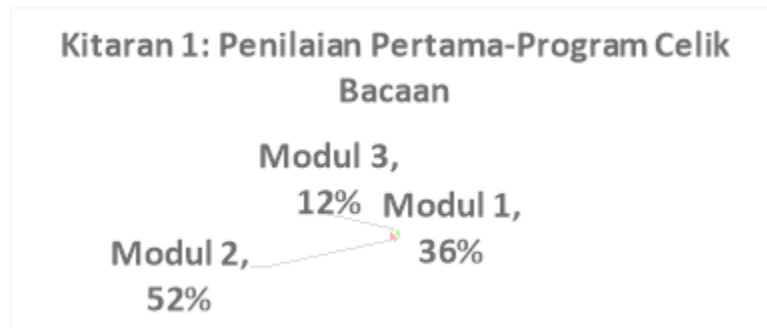 Kitaran 1: Penilaian Pertama-Program Celik
Bacaan
Modul 3,
12%
Modul 1,
36%
Modul 2,
52%